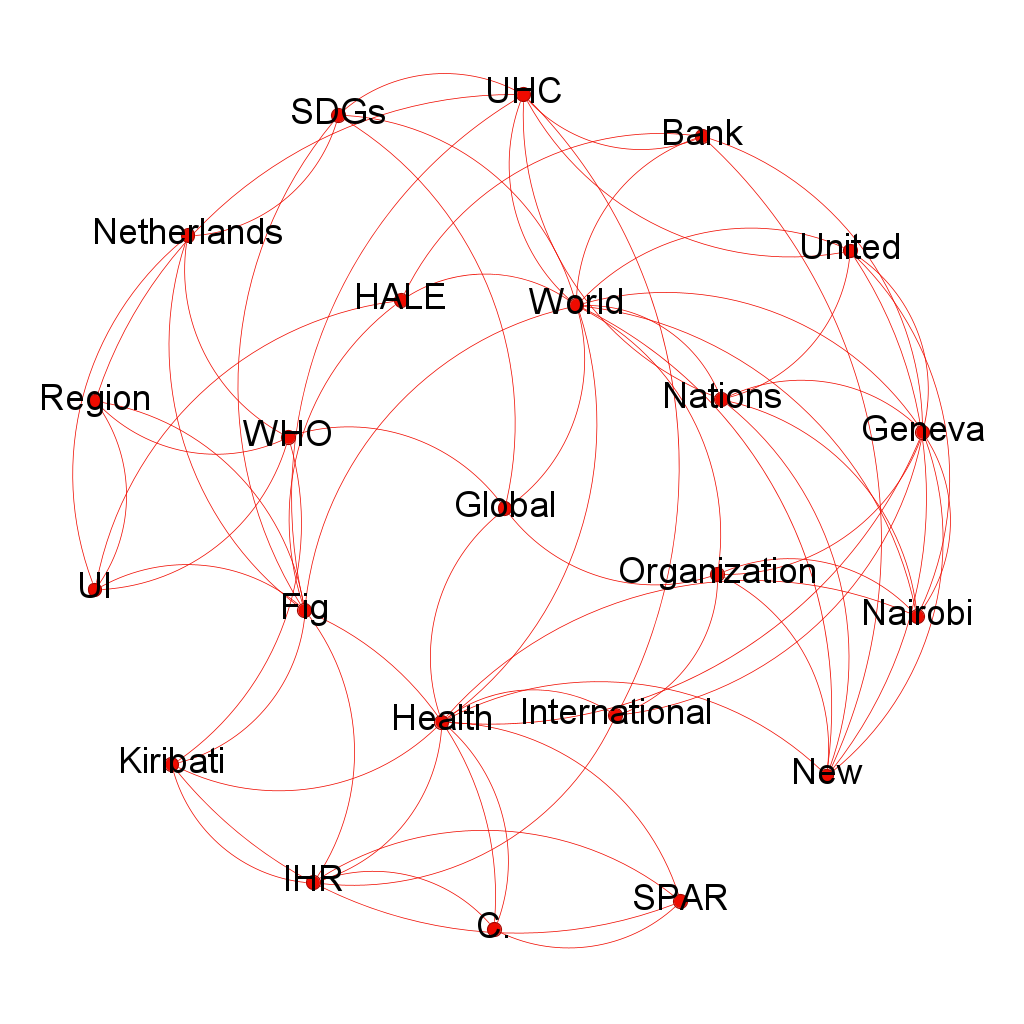 UHC
SDGs
Bank
Netherlands
United
HALE
World
Region
Nations
WHO
Geneva
Global
Organization
UI
Fig
Nairobi
Health
International
Kiribati
New
IHR
SPAR
C.